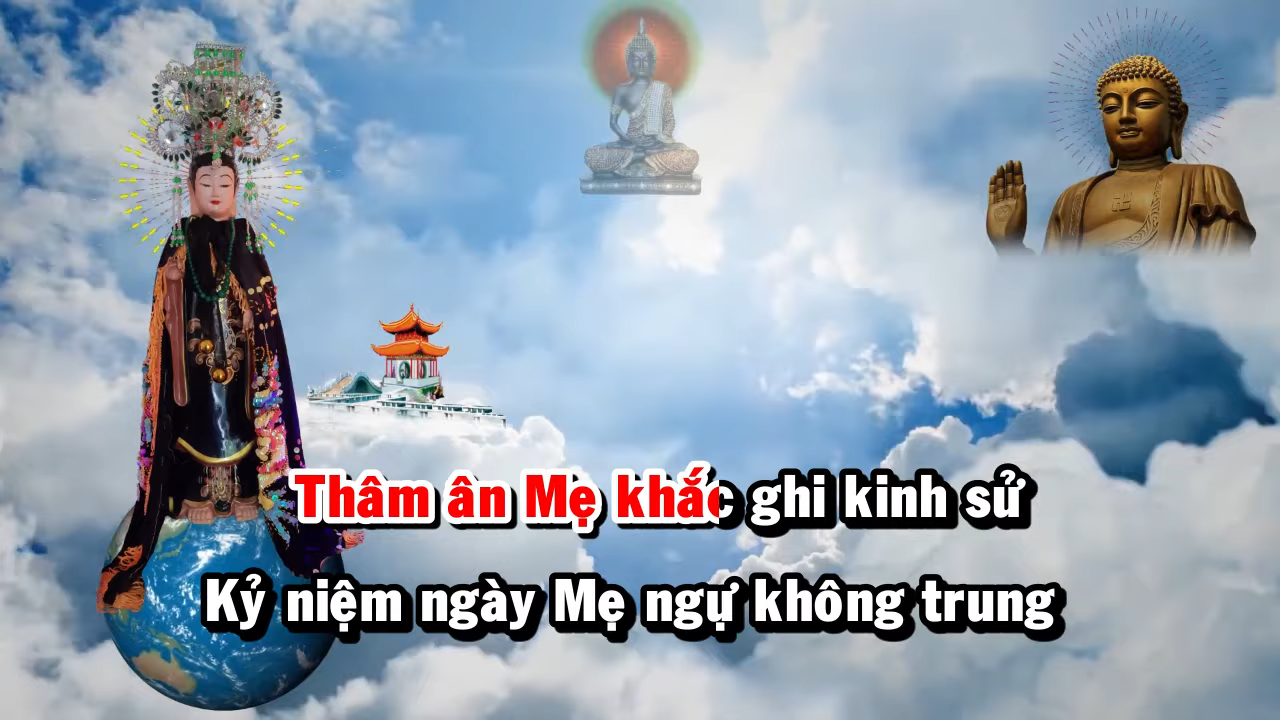 Thâm ân Mẹ khắc ghi kinh sử
Kỷ niệm ngày Mẹ ngự không trung